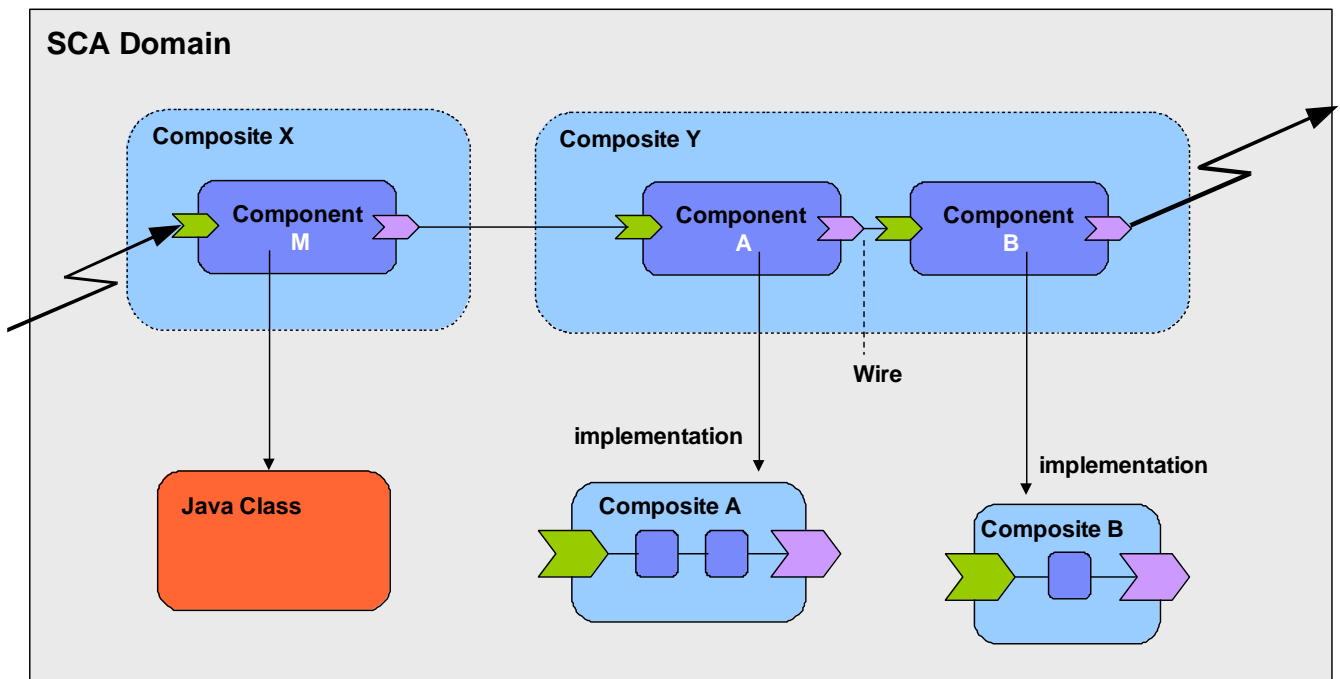 SCA Domain
Composite X
Composite Y
Component
M
Component
A
Component
B
Wire
implementation
implementation
Java Class
Composite A
Composite B